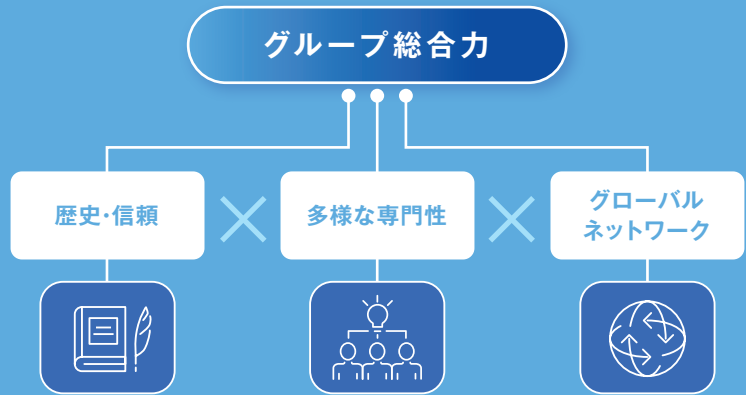 グループ総合力
歴史・信頼
多様な専門性
グローバル
ネットワーク